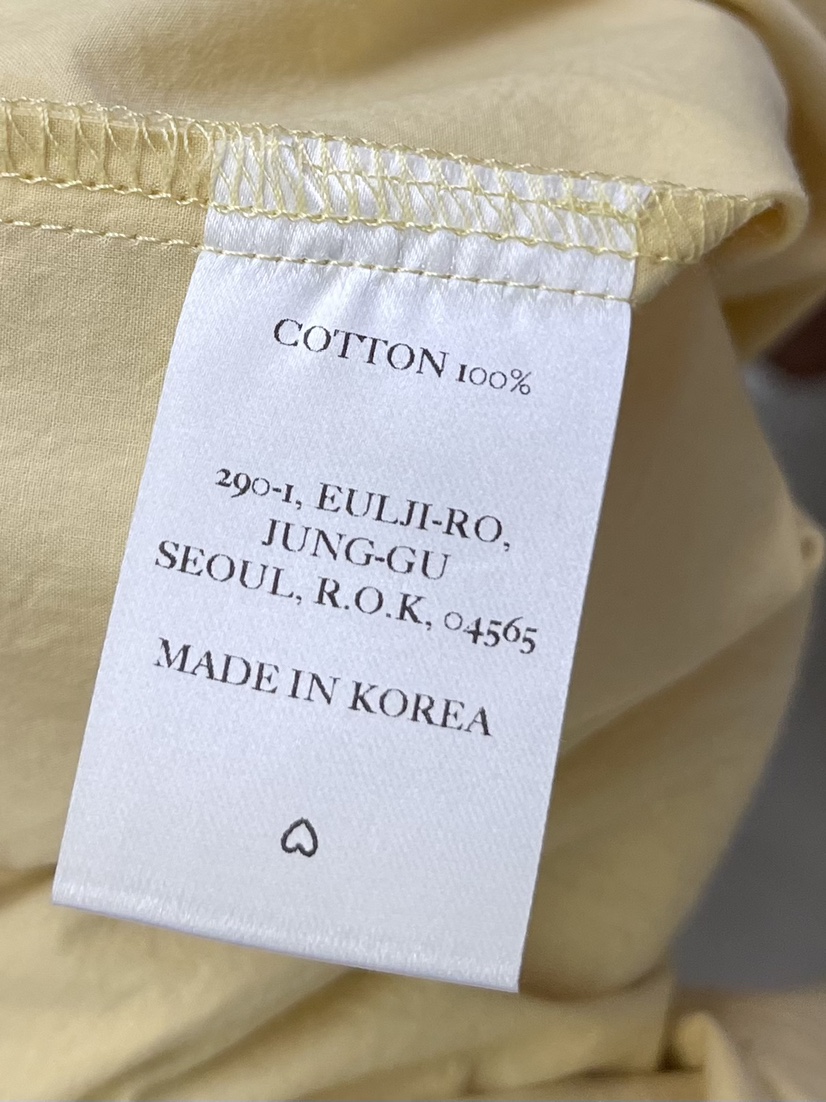 COTTON 100%
290-1, EULJI-RO,
JUNG-GU
SEOUL, R.O.K, 04565
MADE IN KOREA